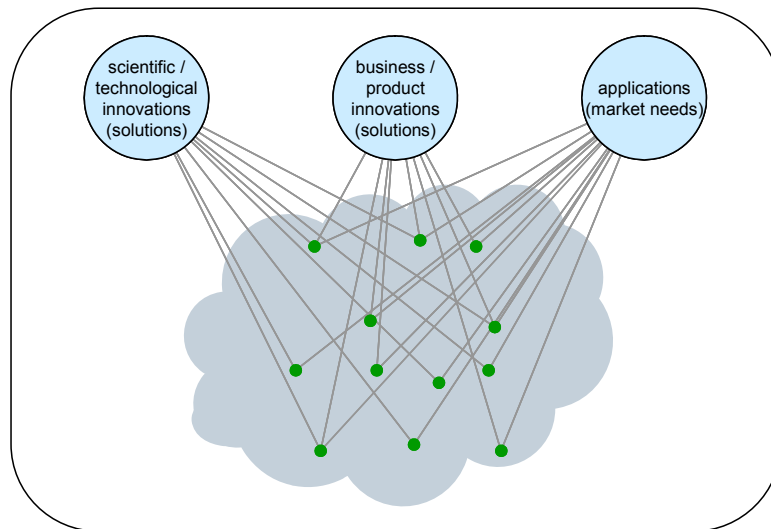 scientific /
technological
innovations
(solutions)
business /
product
innovations
(solutions)
applications
(market needs)